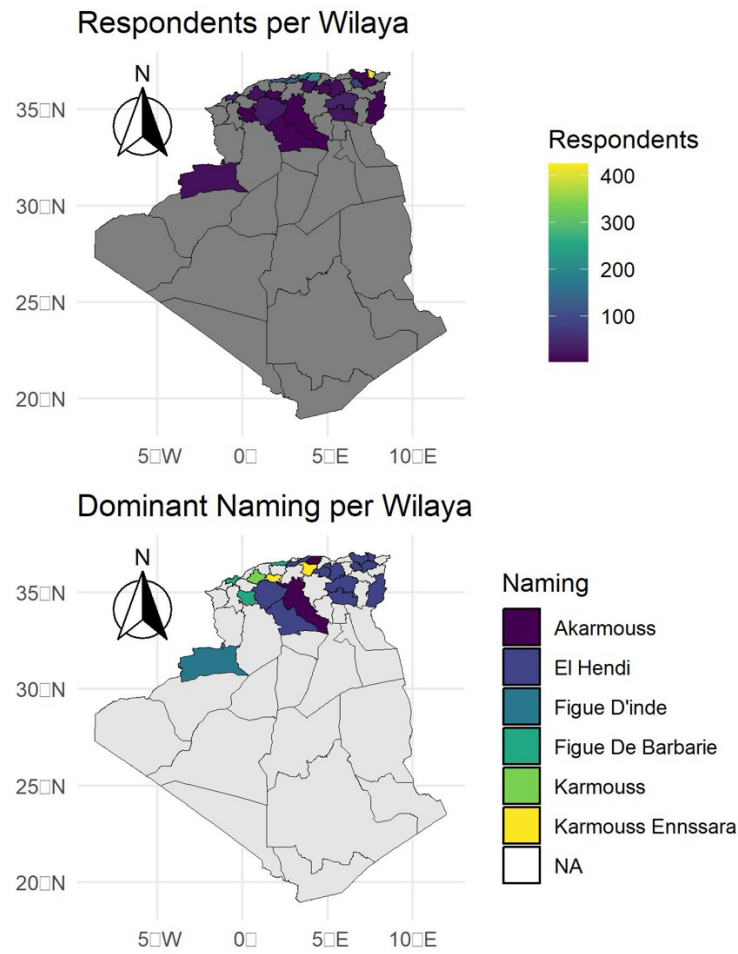 Respondents per Wilaya
N
35□N
30□N
25□N
20□N
5□W 0□ 5□E 10□E
Respondents
400
300
200
100
Dominant Naming per Wilaya
N
35□N
30□N
25□N
20□N
5□W 0□ 5□E 10□E
Naming
Akarmouss
El Hendi
Figue D'inde
Figue De Barbarie
Karmouss
Karmouss Ennssara
NA